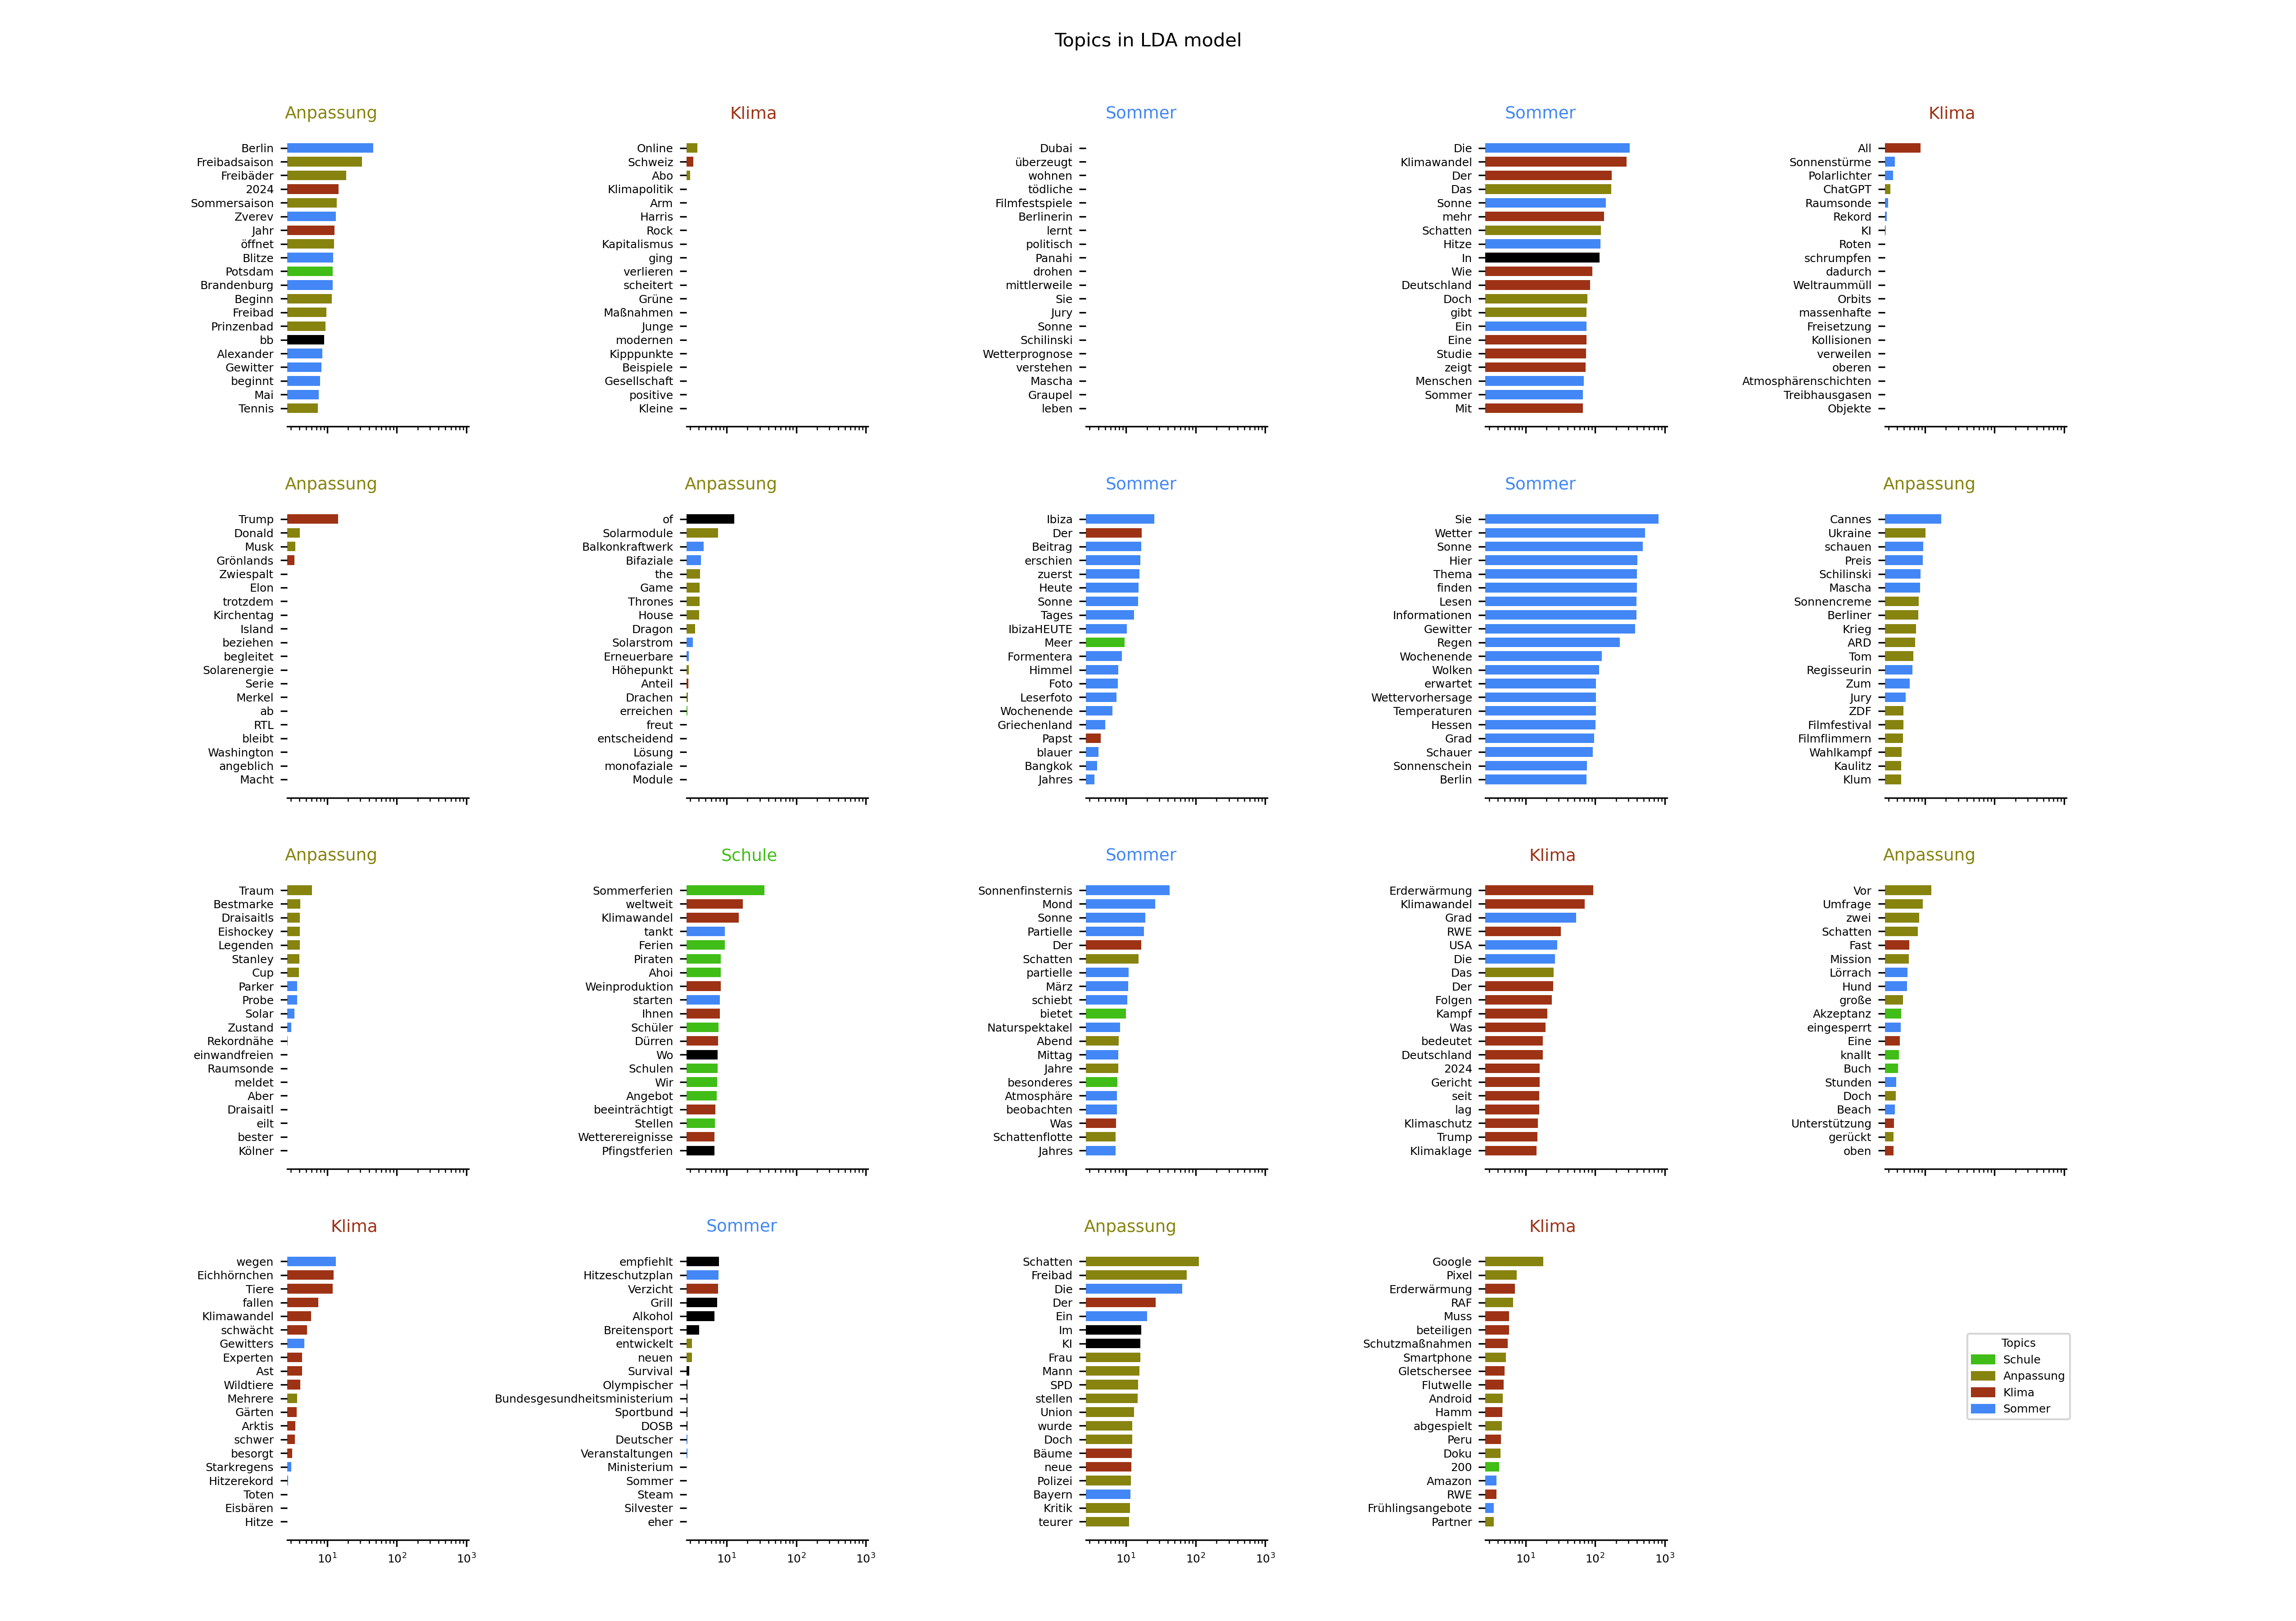 Topics in LDA model
Anpassung
Berlin
Freibadsaison
Freibäder
2024
Sommersaison
Zverev
Jahr
öffnet
Blitze
Potsdam
Brandenburg
Beginn
Freibad
Prinzenbad
bb
Alexander
Gewitter
beginnt
Mai
Tennis
Klima
Online
Schweiz
Abo
Klimapolitik
Arm
Harris
Rock
Kapitalismus
ging
verlieren
scheitert
Grüne
Maßnahmen
Junge
modernen
Kipppunkte
Beispiele
Gesellschaft
positive
Kleine
Sommer
Dubai
überzeugt
wohnen
tödliche
Filmfestspiele
Berlinerin
lernt
politisch
Panahi
drohen
mittlerweile
Sie
Jury
Sonne
Schilinski
Wetterprognose
verstehen
Mascha
Graupel
leben
Sommer
Die
Klimawandel
Der
Das
Sonne
mehr
Schatten
Hitze
In
Wie
Deutschland
Doch
gibt
Ein
Eine
Studie
zeigt
Menschen
Sommer
Mit
Klima
All
Sonnenstürme
Polarlichter
ChatGPT
Raumsonde
Rekord
KI
Roten
schrumpfen
dadurch
Weltraummüll
Orbits
massenhafte
Freisetzung
Kollisionen
verweilen
oberen
Atmosphärenschichten
Treibhausgasen
Objekte
Anpassung
Trump
Donald
Musk
Grönlands
Zwiespalt
Elon
trotzdem
Kirchentag
Island
beziehen
begleitet
Solarenergie
Serie
Merkel
ab
RTL
bleibt
Washington
angeblich
Macht
Anpassung
of
Solarmodule
Balkonkraftwerk
Bifaziale
the
Game
Thrones
House
Dragon
Solarstrom
Erneuerbare
Höhepunkt
Anteil
Drachen
erreichen
freut
entscheidend
Lösung
monofaziale
Module
Sommer
Ibiza
Der
Beitrag
erschien
zuerst
Heute
Sonne
Tages
IbizaHEUTE
Meer
Formentera
Himmel
Foto
Leserfoto
Wochenende
Griechenland
Papst
blauer
Bangkok
Jahres
Sommer
Sie
Wetter
Sonne
Hier
Thema
finden
Lesen
Informationen
Gewitter
Regen
Wochenende
Wolken
erwartet
Wettervorhersage
Temperaturen
Hessen
Grad
Schauer
Sonnenschein
Berlin
Anpassung
Cannes
Ukraine
schauen
Preis
Schilinski
Mascha
Sonnencreme
Berliner
Krieg
ARD
Tom
Regisseurin
Zum
Jury
ZDF
Filmfestival
Filmflimmern
Wahlkampf
Kaulitz
Klum
Anpassung
Traum
Bestmarke
Draisaitls
Eishockey
Legenden
Stanley
Cup
Parker
Probe
Solar
Zustand
Rekordnähe
einwandfreien
Raumsonde
meldet
Aber
Draisaitl
eilt
bester
Kölner
Schule
Sommerferien
weltweit
Klimawandel
tankt
Ferien
Piraten
Ahoi
Weinproduktion
starten
Ihnen
Schüler
Dürren
Wo
Schulen
Wir
Angebot
beeinträchtigt
Stellen
Wetterereignisse
Pfingstferien
Sommer
Sonnenfinsternis
Mond
Sonne
Partielle
Der
Schatten
partielle
März
schiebt
bietet
Naturspektakel
Abend
Mittag
Jahre
besonderes
Atmosphäre
beobachten
Was
Schattenflotte
Jahres
Klima
Erderwärmung
Klimawandel
Grad
RWE
USA
Die
Das
Der
Folgen
Kampf
Was
bedeutet
Deutschland
2024
Gericht
seit
lag
Klimaschutz
Trump
Klimaklage
Anpassung
Vor
Umfrage
zwei
Schatten
Fast
Mission
Lörrach
Hund
große
Akzeptanz
eingesperrt
Eine
knallt
Buch
Stunden
Doch
Beach
Unterstützung
gerückt
oben
Klima
wegen
Eichhörnchen
Tiere
fallen
Klimawandel
schwächt
Gewitters
Experten
Ast
Wildtiere
Mehrere
Gärten
Arktis
schwer
besorgt
Starkregens
Hitzerekord
Toten
Eisbären
Hitze
10¹ 10² 10³
Sommer
empfiehlt
Hitzeschutzplan
Verzicht
Grill
Alkohol
Breitensport
entwickelt
neuen
Survival
Olympischer
Bundesgesundheitsministerium
Sportbund
DOSB
Deutscher
Veranstaltungen
Ministerium
Sommer
Steam
Silvester
eher
10¹ 10² 10³
Anpassung
Schatten
Freibad
Die
Der
Ein
Im
KI
Frau
Mann
SPD
stellen
Union
wurde
Doch
Bäume
neue
Polizei
Bayern
Kritik
teurer
10¹ 10² 10³
Klima
Google
Pixel
Erderwärmung
RAF
Muss
beteiligen
Schutzmaßnahmen
Smartphone
Gletschersee
Flutwelle
Android
Hamm
abgespielt
Peru
Doku
200
Amazon
RWE
Frühlingsangebote
Partner
10¹ 10² 10³
Topics
Schule
Anpassung
Klima
Sommer